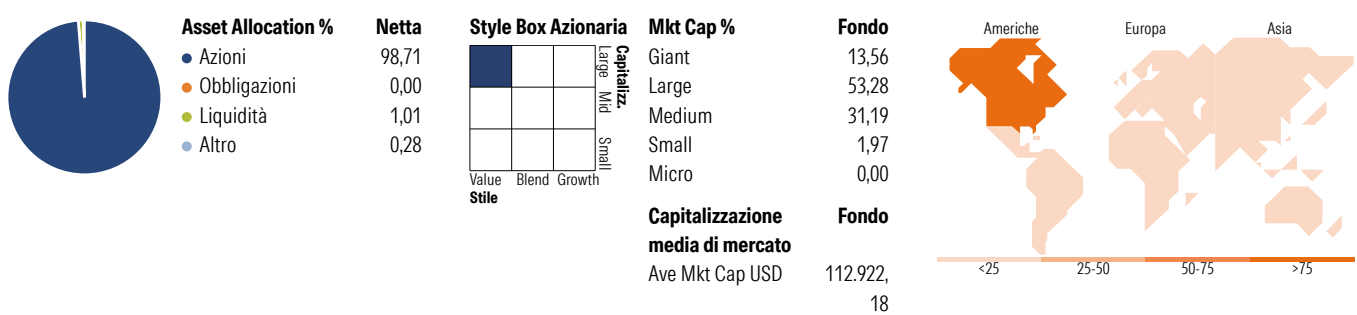 Asset Allocation % Netta
Azioni 98,71
Obbligazioni 0,00
Liquidità 1,01
Altro 0,28
Style Box Azionaria
Large
Mid
Small
Capitalizz.
Value Blend Growth
Stile
Mkt Cap % Fondo
Giant 13,56
Large 53,28
Medium 31,19
Small 1,97
Micro 0,00
Capitalizzazione Fondo
media di mercato
Ave Mkt Cap USD 112.922,
18
Americhe Europa Asia
<25 25-50 50-75 >75